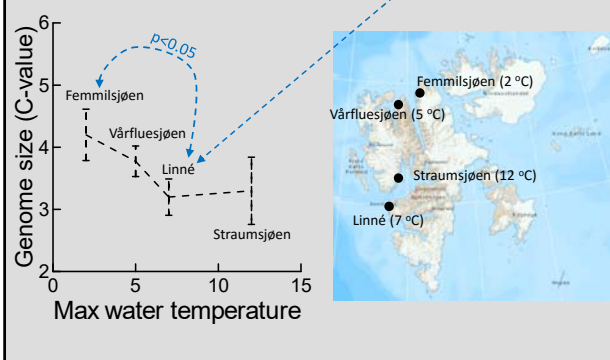 6
5
4
3
2
Genome size (C-value)
p<0.05
Femmilsjøen
Vårfluesjøen
Linné
Straumsjøen
0
5
10
15
Max water temperature
Femmilsjøen (2 °C)
Vårfluesjøen (5 °C)
Straumsjøen (12 °C)
Linné (7 °C)